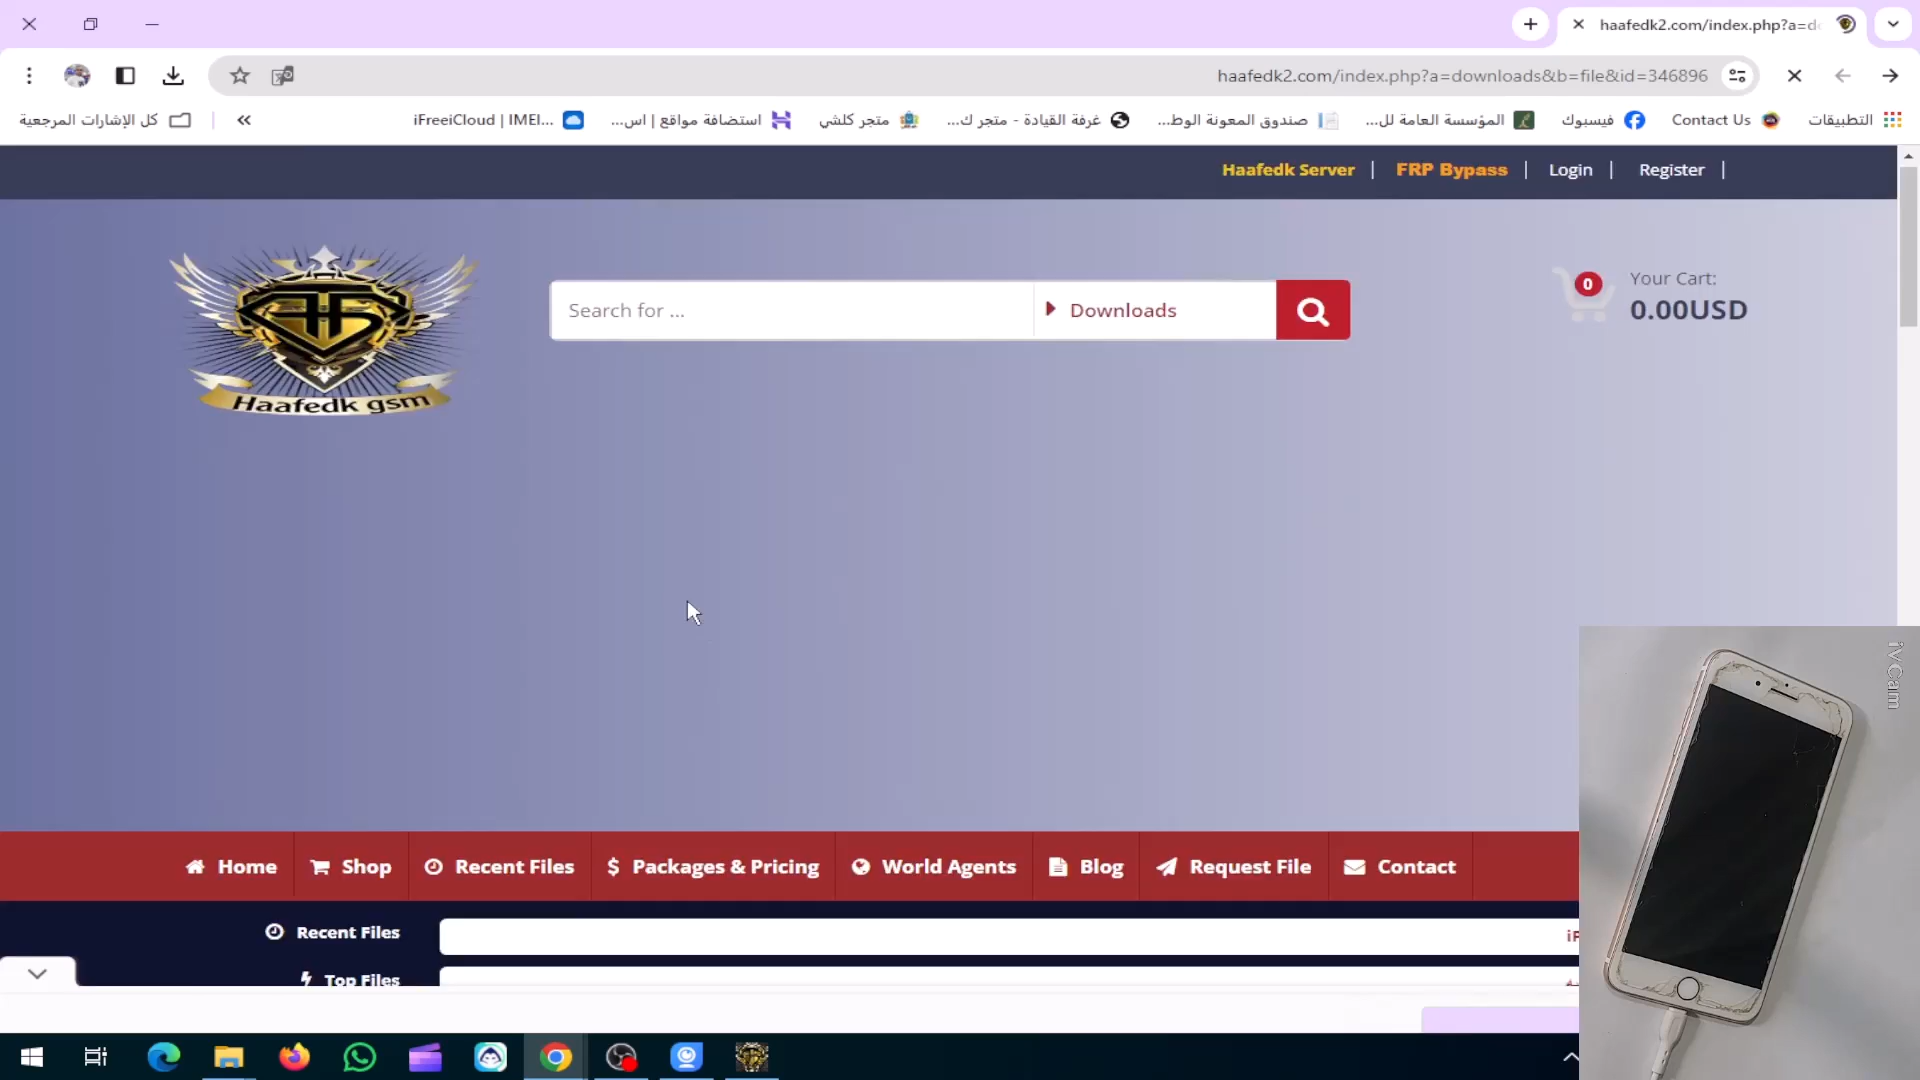 haafedk2.com/index.php?a=do
haafedk2.com/index.php?a=downloads&b=file&id=346896
كل الإشارات المرجعية
iFreeiCloud | IMEI...
استضافة مواقع | اس...
متجر كلشي
غرفة القيادة - متجر ك...
صندوق المعونة الوط...
المؤسسة العامة لل...
فيسبوك
Contact Us
التطبيقات
Haafedk Server | FRP Bypass | Login | Register |
Haafedk gsm
Search for ...
Downloads
0
Your Cart:
0.00USD
Home
Shop
Recent Files
$ Packages & Pricing
World Agents
Blog
Request File
Contact
Recent Files
Top Files
iVCam